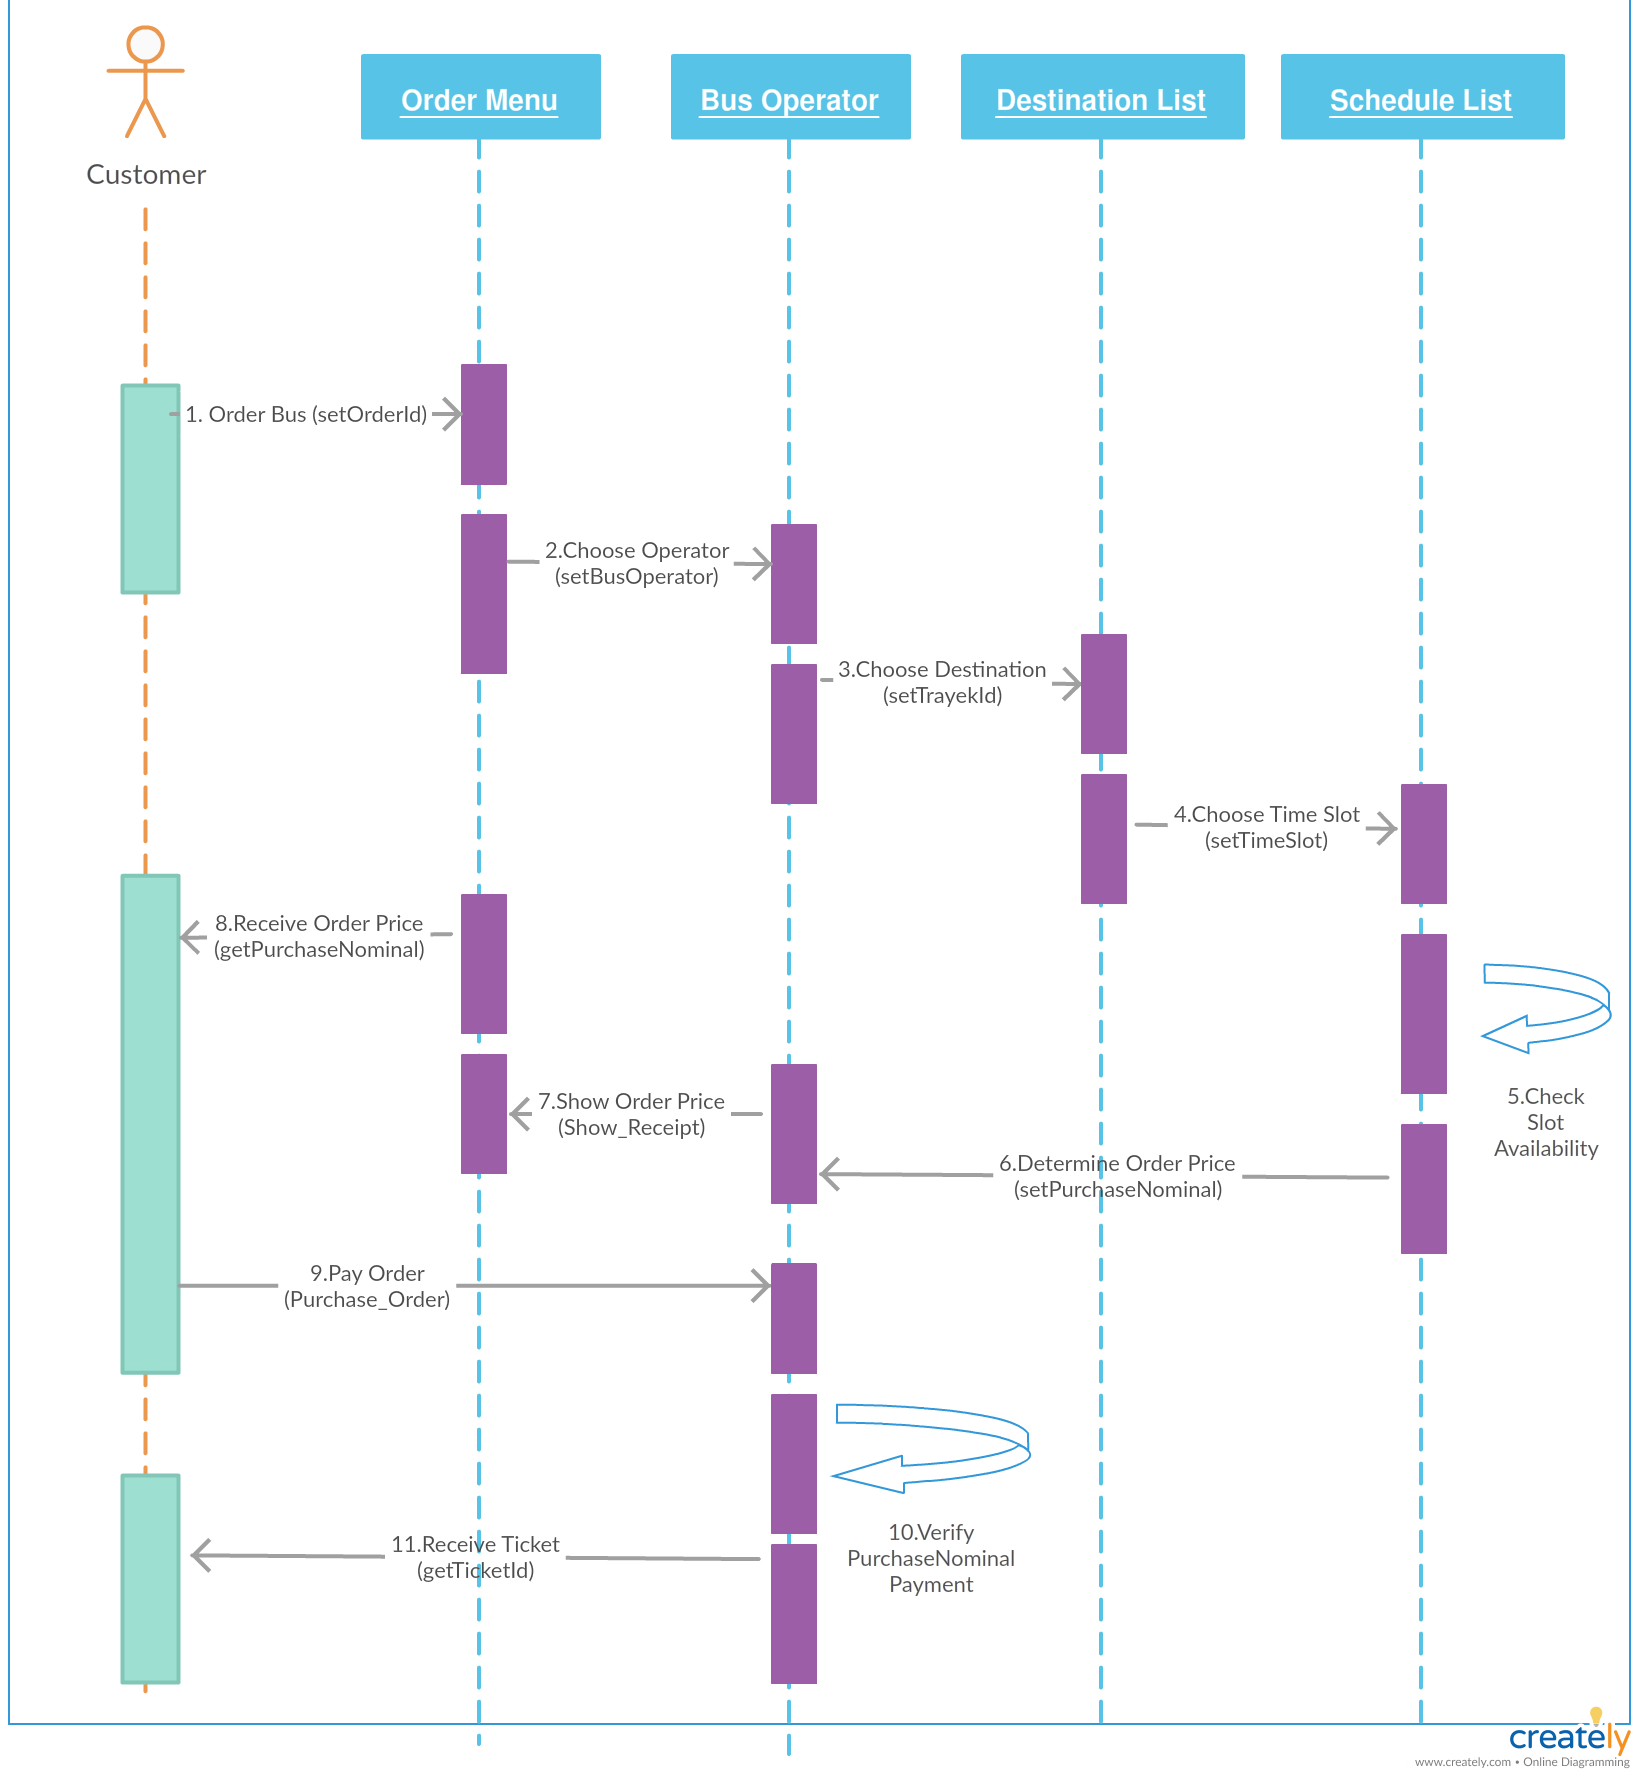 Order Menu
Bus Operator
Destination List
Schedule List
Customer
1. Order Bus (setOrderId)
2.Choose Operator
(setBusOperator)
3.Choose Destination
(setTrayekId)
4.Choose Time Slot
(setTimeSlot)
8.Receive Order Price
(getPurchaseNominal)
7.Show Order Price
(Show_Receipt)
5.Check
Slot
Availability
6.Determine Order Price
(setPurchaseNominal)
9.Pay Order
(Purchase_Order)
10.Verify
PurchaseNominal
Payment
11.Receive Ticket
(getTicketId)
creately
www.creately.com • Online Diagramming